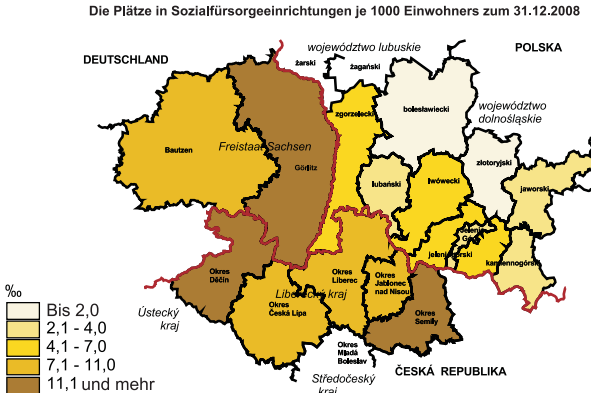 Die Plätze in Sozialfürsorgeeinrichtungen je 1000 Einwohners zum 31.12.2008
DEUTSCHLAND
województwo lubuskie
POLSKA
żarski
żagański
bolesławiecki
województwo
dolnośląskie
zgorzelecki
Bautzen
Freistaat Sachsen
Görlitz
złotoryjski
lubański
lwówecki
jaworski
Jelenia
Góra
jeleniogórski
kamiennogórski
Okres
Děčín
Okres
Liberec
Okres
Jablonec
nad Nisou
Liberecký kraj
Okres
Česká Lipa
Okres
Semily
Ústecký
kraj
Okres
Mladá
Boleslav
Středočeský
kraj
ČESKÁ REPUBLIKA
‰
Bis 2,0
2,1 - 4,0
4,1 - 7,0
7,1 - 11,0
11,1 und mehr